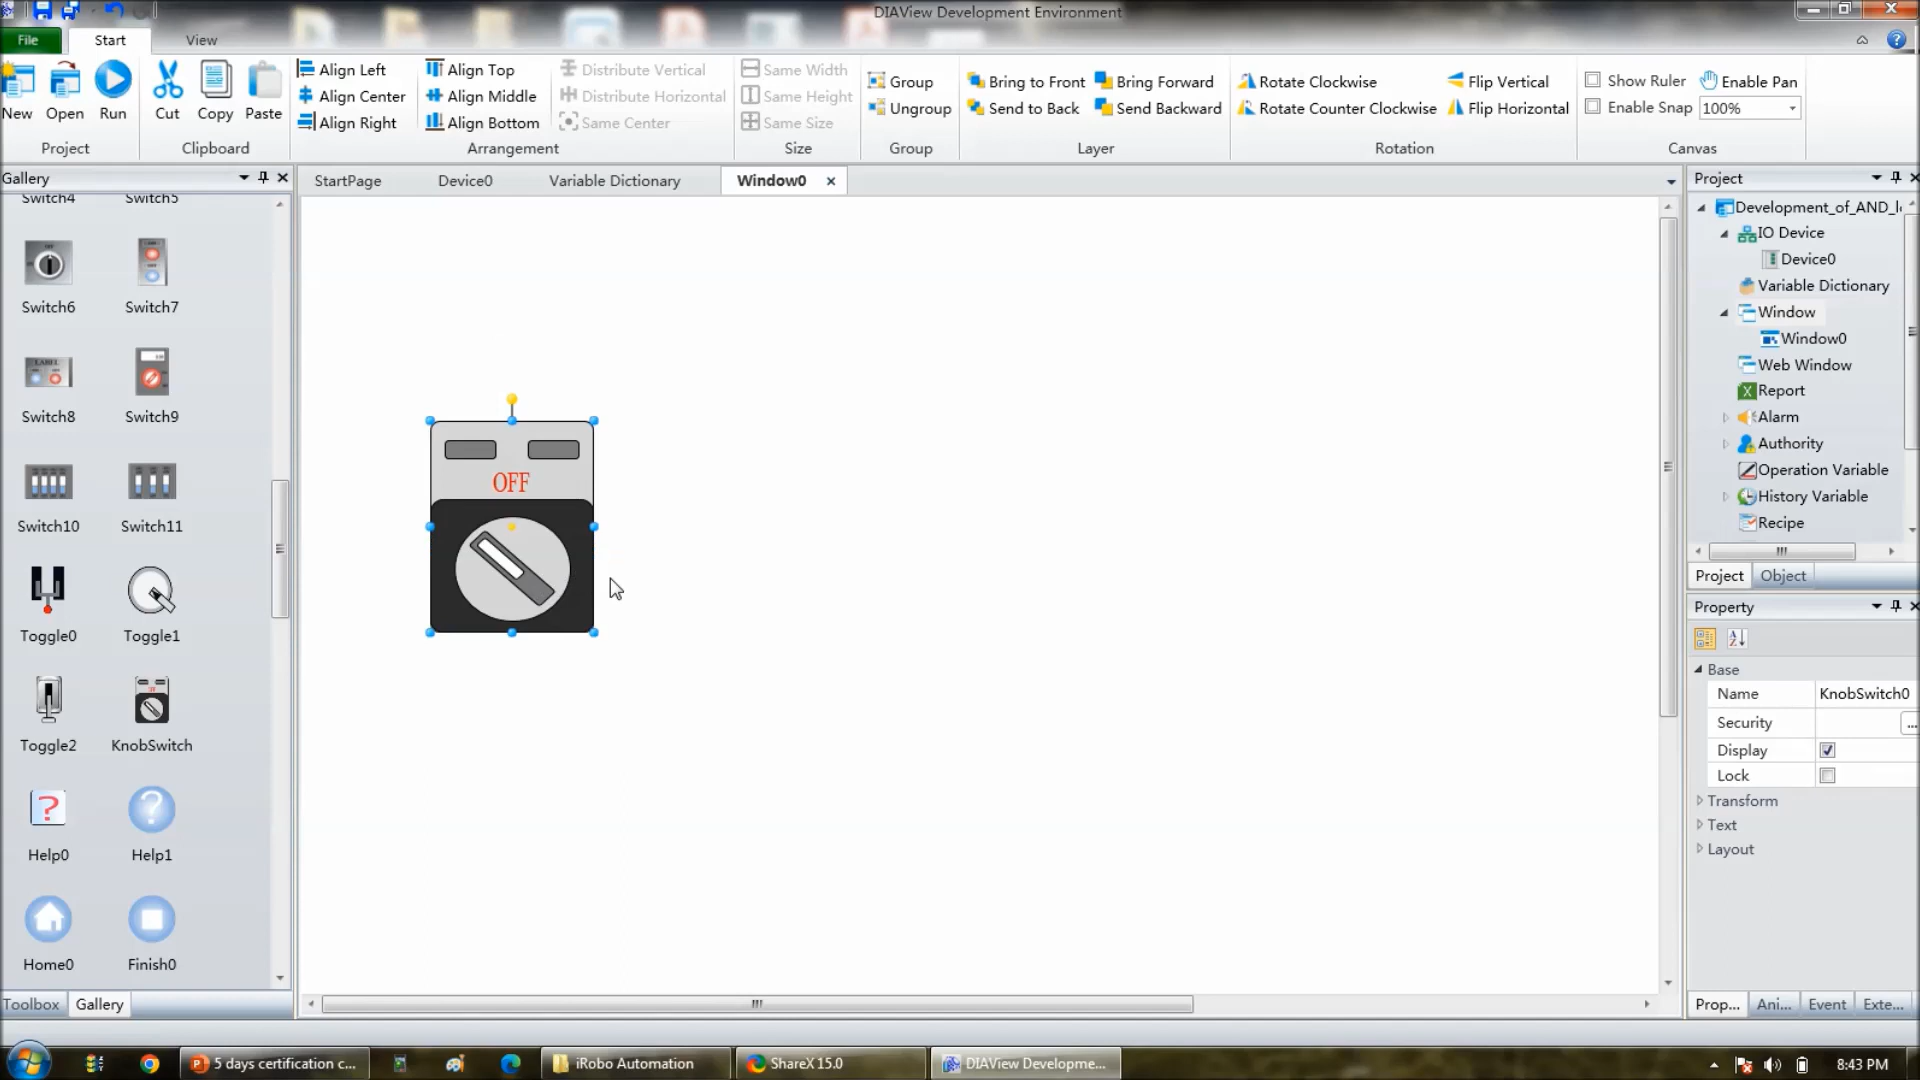 DIAView Development Environment
File Start View
New Open Run
Project
Cut Copy Paste
Clipboard
Align Left Align Top Distribute Vertical
Align Center Align Middle Distribute Horizontal
Align Right Align Bottom Same Center
Arrangement
Same Width
Same Height
Same Size
Size
Group
Ungroup
Group
Bring to Front Bring Forward
Send to Back Send Backward
Layer
Rotate Clockwise Flip Vertical
Rotate Counter Clockwise Flip Horizontal
Rotation
Show Ruler Enable Pan
Enable Snap 100%
Canvas
Gallery
Switch4 Switch5
Switch6 Switch7
Switch8 Switch9
Switch10 Switch11
Toggle0 Toggle1
Toggle2 KnobSwitch
Help0 Help1
Home0 Finish0
Toolbox Gallery
StartPage Device0 Variable Dictionary Window0
OFF
Project
Development_of_AND_l
IO Device
Device0
Variable Dictionary
Window
Window0
Web Window
Report
Alarm
Authority
Operation Variable
History Variable
Recipe
Project Object
Property
Base
Name KnobSwitch0
Security ...
Display
Lock
Transform
Text
Layout
Prop... Ani... Event Exte...
5 days certification c... iRobo Automation ShareX 15.0 DIAView Developme... 8:43 PM